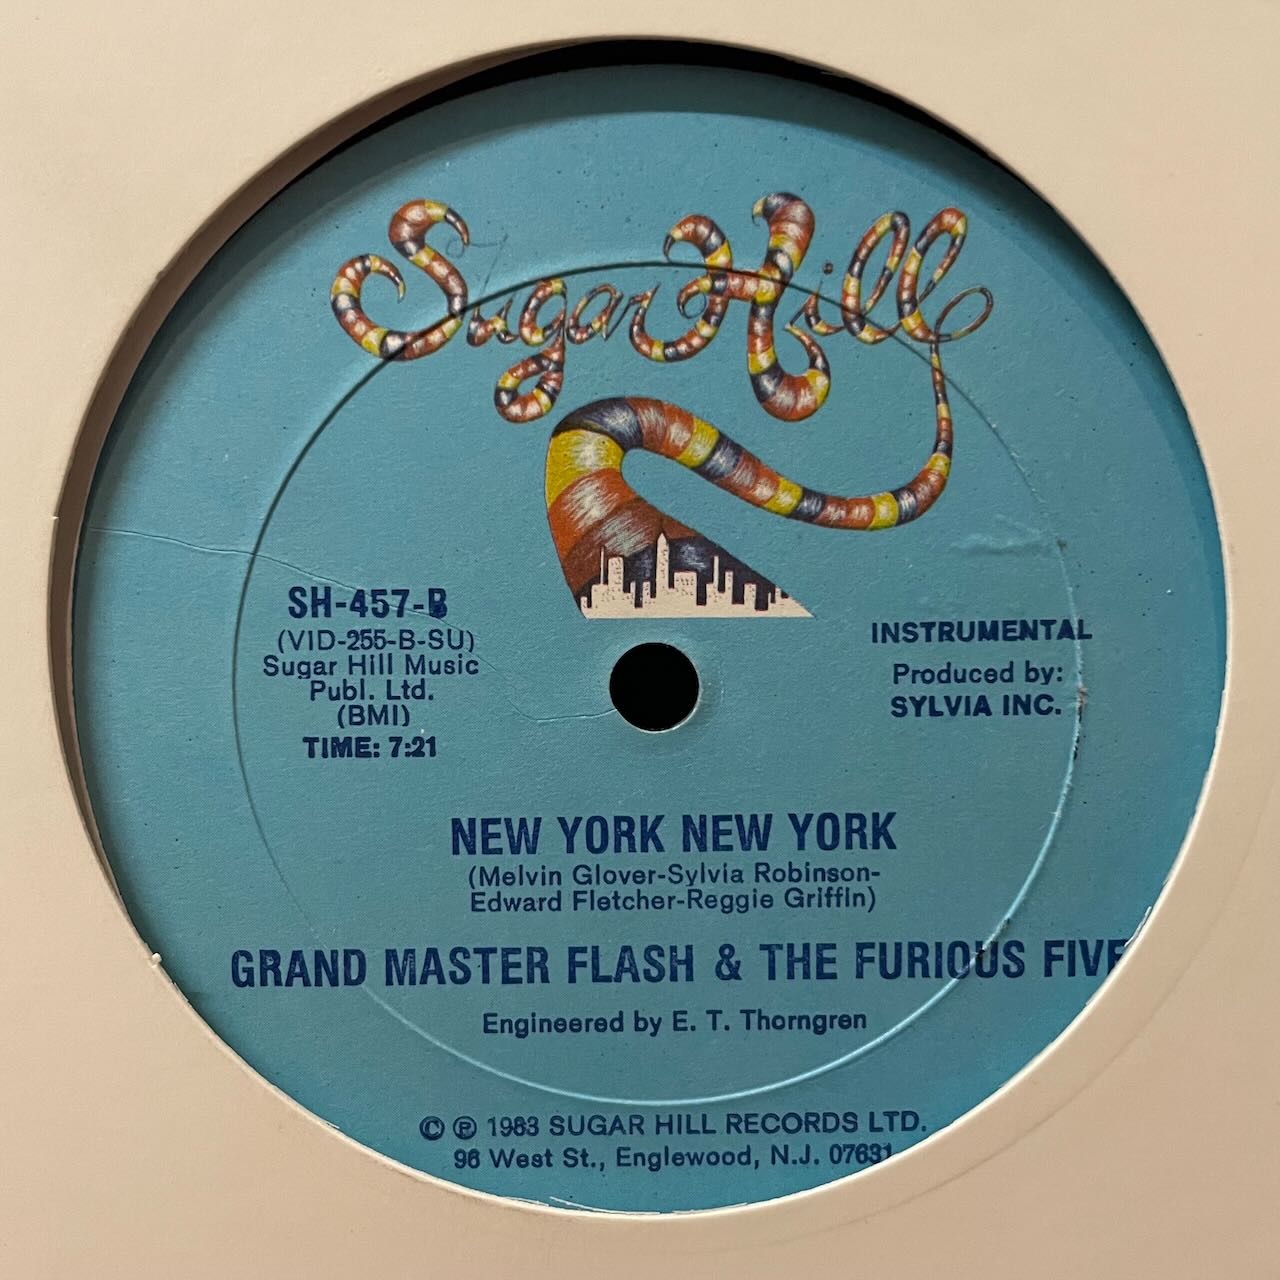 Sugar Hill
SH-457-B
(VID-255-B-SU)
Sugar Hill Music
Publ. Ltd.
(BMI)
TIME: 7:21
INSTRUMENTAL
Produced by:
SYLVIA INC.
NEW YORK NEW YORK
(Melvin Glover-Sylvia Robinson-
Edward Fletcher-Reggie Griffin)
GRAND MASTER FLASH & THE FURIOUS FIVE
Engineered by E. T. Thorngren
© ℗ 1983 SUGAR HILL RECORDS LTD.
96 West St., Englewood, N.J. 07631